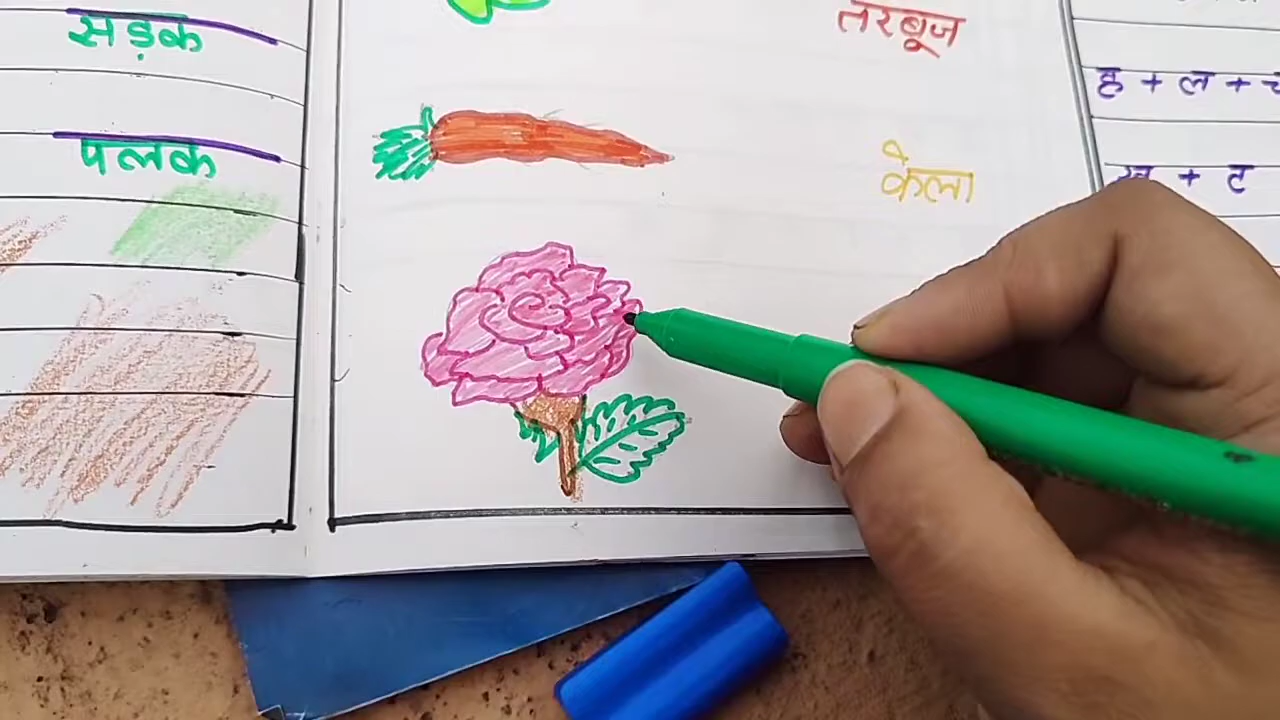 सड़क
पलक
तरबूज
केला
ह + ल + च
ख + ट